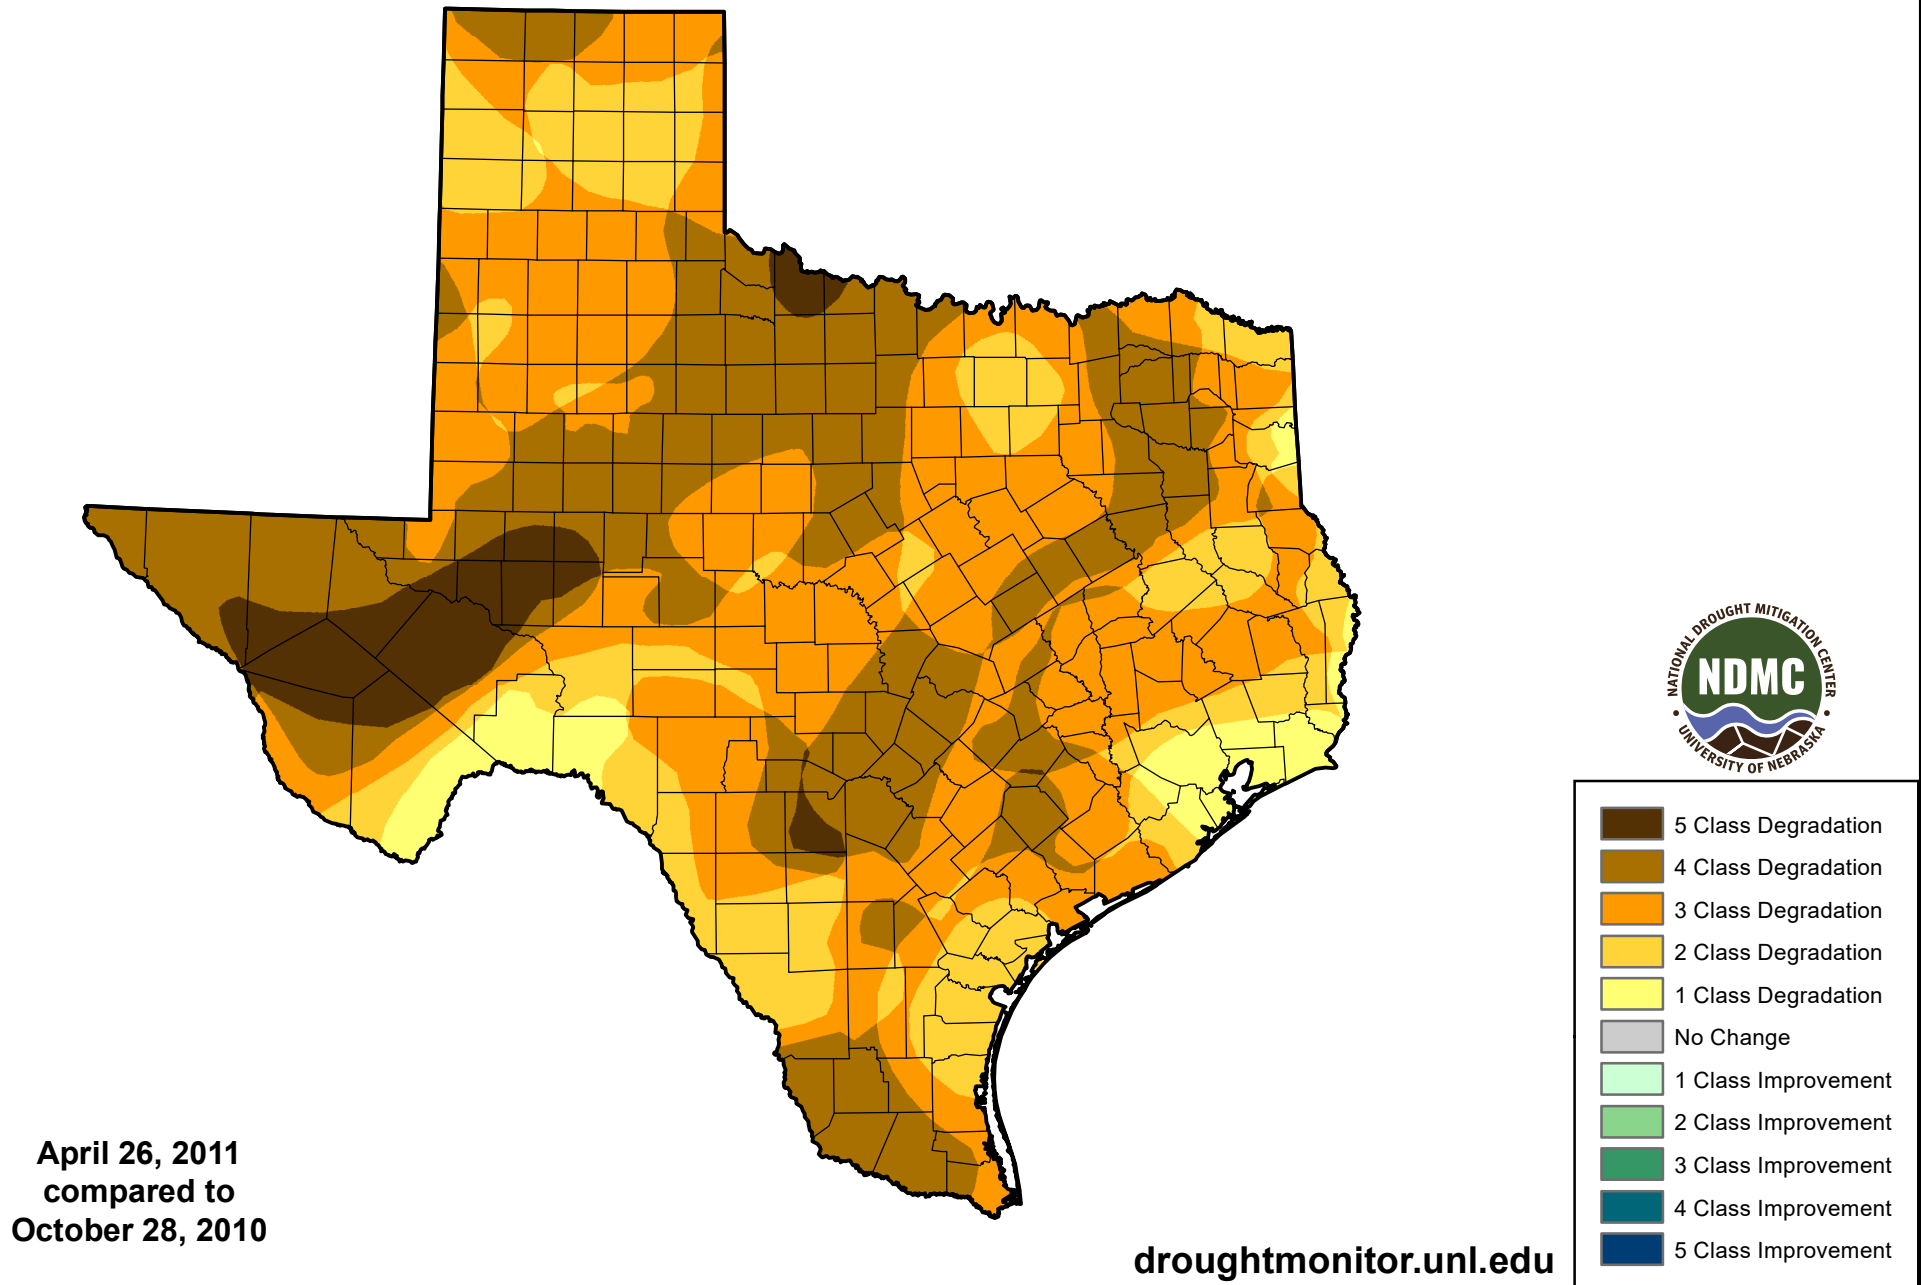 NATIONAL DROUGHT MITIGATION CENTER
NDMC
• UNIVERSITY OF NEBRASKA •
5 Class Degradation
4 Class Degradation
3 Class Degradation
2 Class Degradation
1 Class Degradation
No Change
1 Class Improvement
2 Class Improvement
3 Class Improvement
4 Class Improvement
5 Class Improvement
April 26, 2011
compared to
October 28, 2010
droughtmonitor.unl.edu